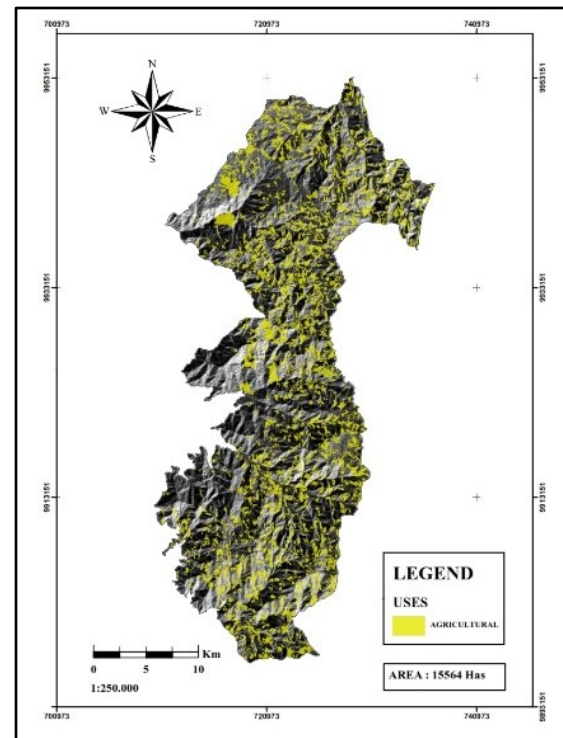 700973 720973 740973
N
W E
S
9953151 9953151
9933151 9933151
9913151 9913151
LEGEND
USES
AGRICULTURAL
Km
0 5 10
1:250.000
AREA : 15564 Has
9893151
700973 720973 740973